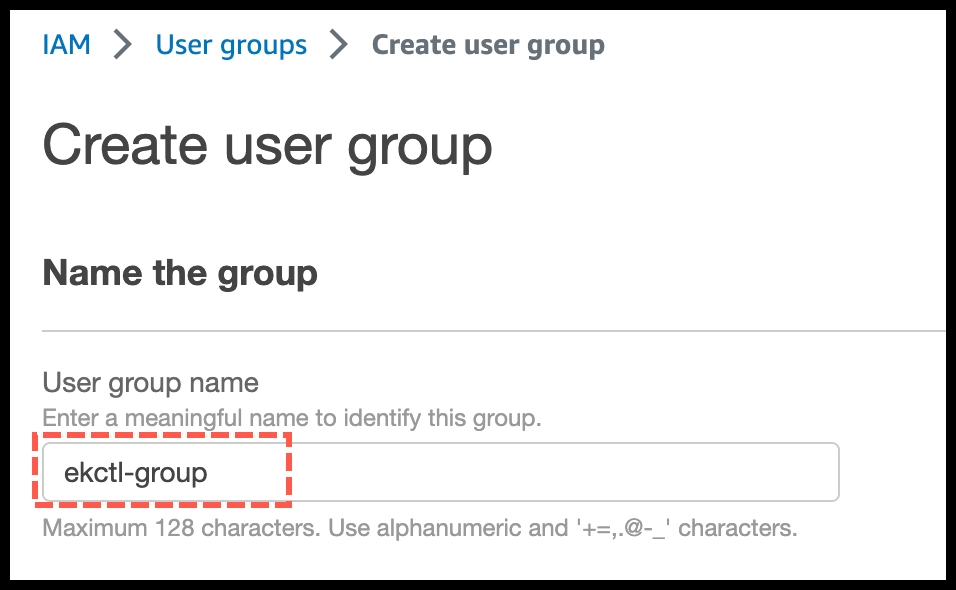 IAM > User groups > Create user group
Create user group
Name the group
User group name
Enter a meaningful name to identify this group.
ekctl-group
Maximum 128 characters. Use alphanumeric and '+=,.@-_' characters.